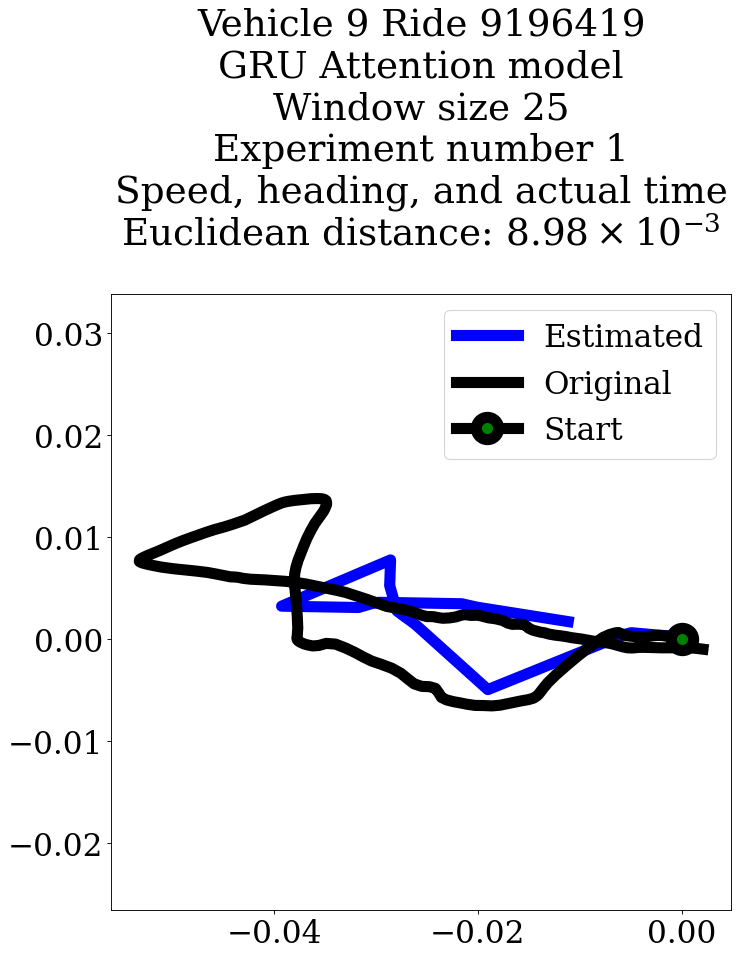 Vehicle 9 Ride 9196419
GRU Attention model
Window size 25
Experiment number 1
Speed, heading, and actual time
Euclidean distance: 8.98 × 10⁻³
Estimated
Original
Start
0.03
0.02
0.01
0.00
−0.01
−0.02
−0.04
−0.02
0.00